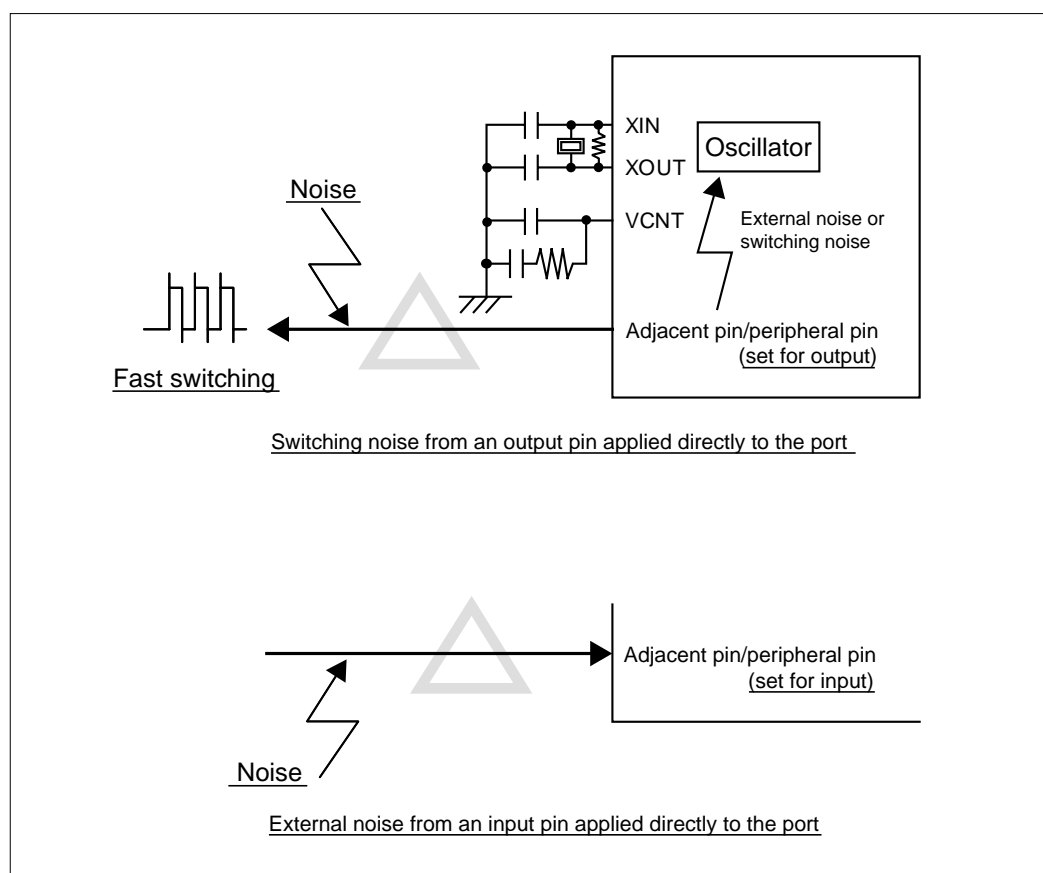 XIN
Oscillator
XOUT
Noise
VCNT
External noise or
switching noise
Adjacent pin/peripheral pin
(set for output)
Fast switching
Switching noise from an output pin applied directly to the port
Adjacent pin/peripheral pin
(set for input)
Noise
External noise from an input pin applied directly to the port